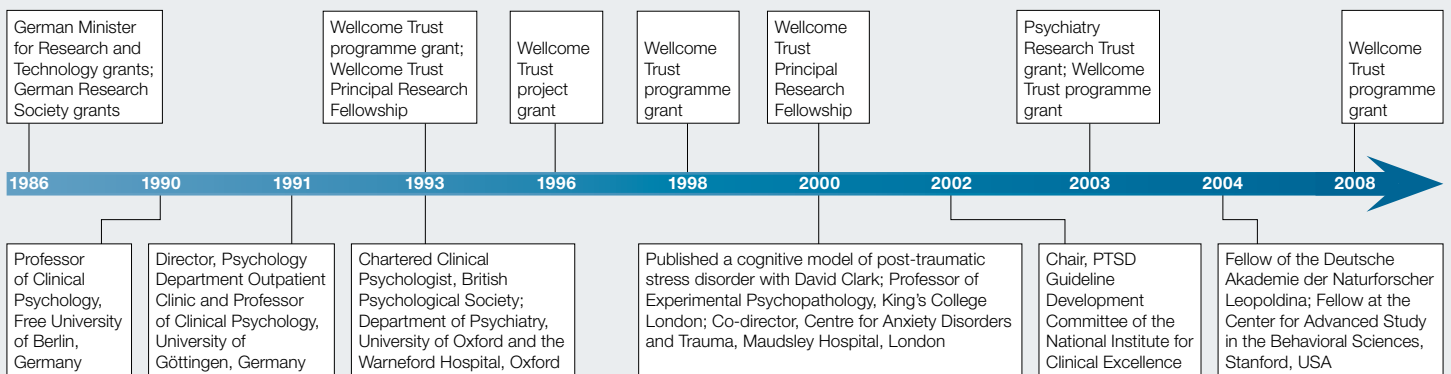 German Minister
for Research and
Technology grants;
German Research
Society grants
Wellcome Trust
programme grant;
Wellcome Trust
Principal Research
Fellowship
Wellcome
Trust
project
grant
Wellcome
Trust
programme
grant
Wellcome
Trust
Principal
Research
Fellowship
Psychiatry
Research Trust
grant; Wellcome
Trust programme
grant
Wellcome
Trust
programme
grant
1986 1990 1991 1993 1996 1998 2000 2002 2003 2004 2008
Professor
of Clinical
Psychology,
Free University
of Berlin,
Germany
Director, Psychology
Department Outpatient
Clinic and Professor
of Clinical Psychology,
University of
Göttingen, Germany
Chartered Clinical
Psychologist, British
Psychological Society;
Department of Psychiatry,
University of Oxford and the
Warneford Hospital, Oxford
Published a cognitive model of post-traumatic
stress disorder with David Clark; Professor of
Experimental Psychopathology, King's College
London; Co-director, Centre for Anxiety Disorders
and Trauma, Maudsley Hospital, London
Chair, PTSD
Guideline
Development
Committee of the
National Institute for
Clinical Excellence
Fellow of the Deutsche
Akademie der Naturforscher
Leopoldina; Fellow at the
Center for Advanced Study
in the Behavioral Sciences,
Stanford, USA